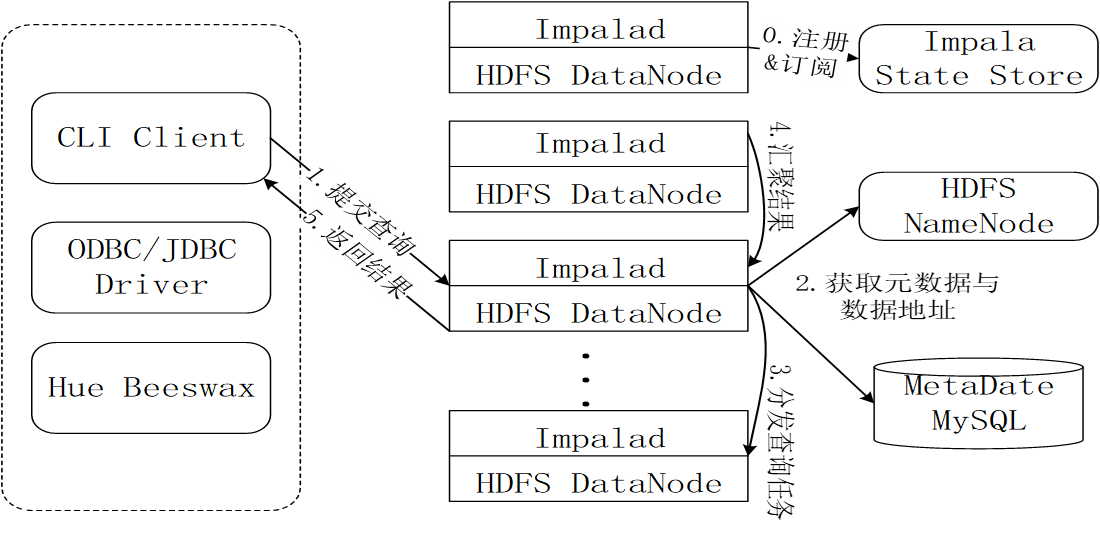 CLI Client
ODBC/JDBC
Driver
Hue Beeswax
1. 提交查询
5. 返回结果
Impalad
HDFS DataNode
Impalad
HDFS DataNode
Impalad
HDFS DataNode
Impalad
HDFS DataNode
0. 注册
&订阅
4. 汇聚结果
2. 获取元数据与
数据地址
3. 分发查询任务
Impala
State Store
HDFS
NameNode
MetaDate
MySQL